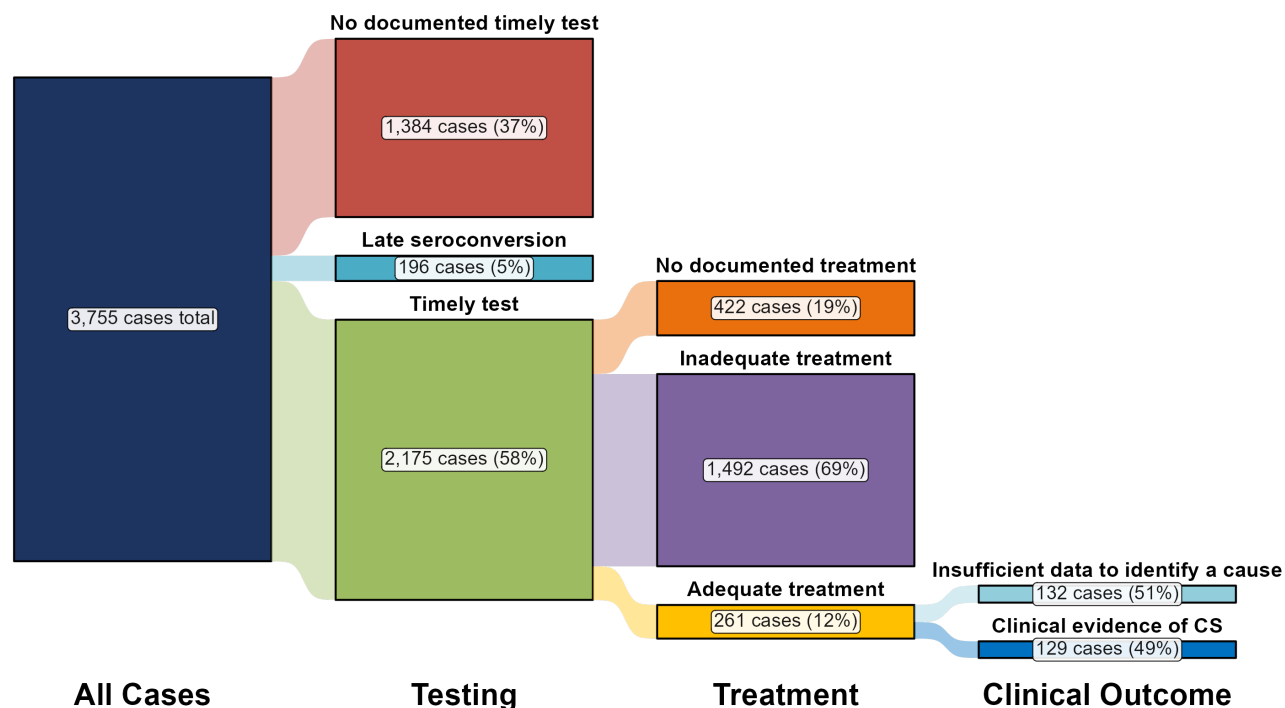 No documented timely test
1,384 cases (37%)
Late seroconversion
196 cases (5%)
No documented treatment
Timely test
422 cases (19%)
3,755 cases total
Inadequate treatment
2,175 cases (58%)
1,492 cases (69%)
Insufficient data to identify a cause
Adequate treatment
132 cases (51%)
261 cases (12%)
Clinical evidence of CS
129 cases (49%)
All Cases
Testing
Treatment
Clinical Outcome